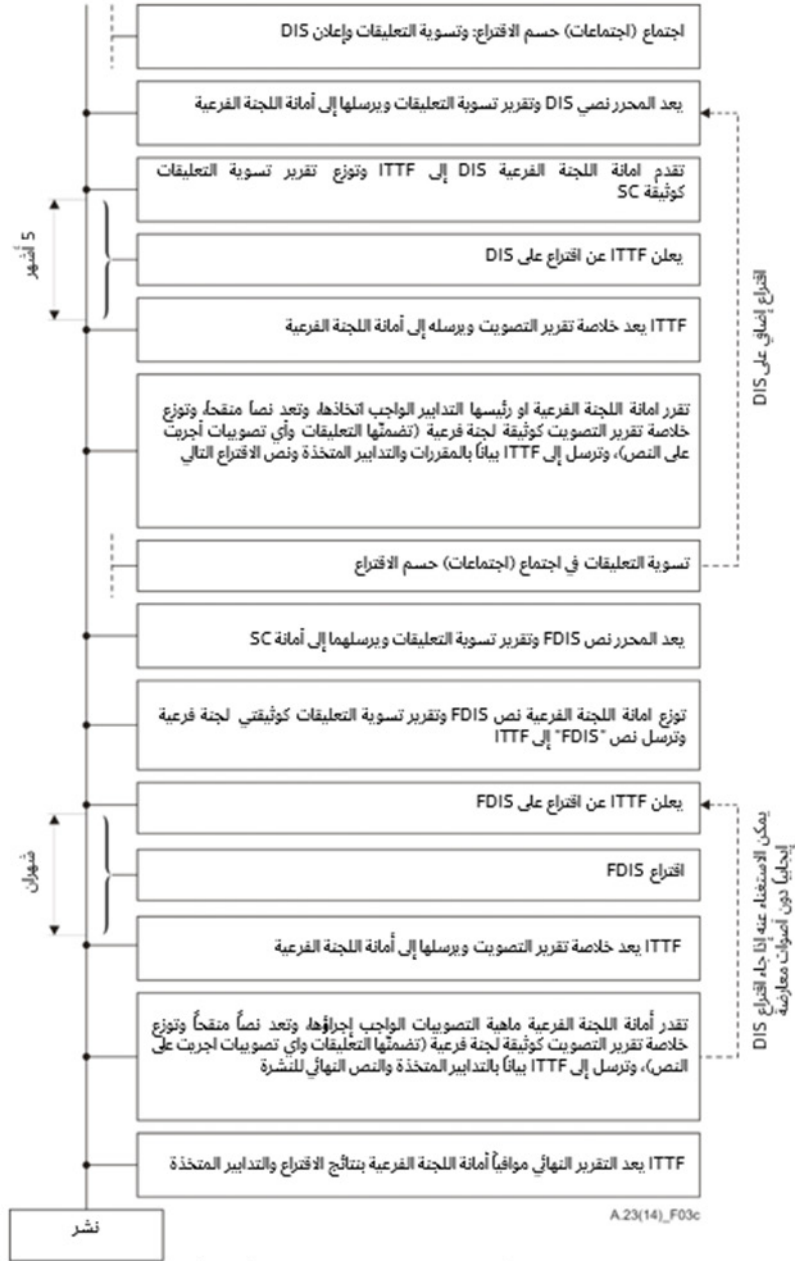 اجتماع (اجتماعات) حسم الاقتراع: وتسوية التعليقات وإعلان DIS
يعد المحرر نصي DIS وتقرير تسوية التعليقات ويرسلها إلى أمانة اللجنة الفرعية
تقدم امانة اللجنة الفرعية DIS إلى ITTF وتوزع تقرير تسوية التعليقات
كوثيقة SC
5 أشهر
يعلن ITTF عن اقتراع على DIS
ITTF يعد خلاصة تقرير التصويت ويرسله إلى أمانة اللجنة الفرعية
اقتراع إضافي على DIS
تقرر امانة اللجنة الفرعية او رئيسها التدابير الواجب اتخاذها، وتعد نصاً منقحاً، وتوزع
خلاصة تقرير التصويت كوثيقة لجنة فرعية (تضمنّها التعليقات وأي تصويبات أجريت
على النص)، وترسل إلى ITTF بياناً بالمقررات والتدابير المتخذة ونص الاقتراع التالي
تسوية التعليقات في اجتماع (اجتماعات) حسم الاقتراع
يعد المحرر نص FDIS وتقرير تسوية التعليقات ويرسلهما إلى أمانة SC
توزع امانة اللجنة الفرعية نص FDIS وتقرير تسوية التعليقات كوثيقتي لجنة فرعية
وترسل نص "FDIS" إلى ITTF
يعلن ITTF عن اقتراع على FDIS
شهران
اقتراع FDIS
ITTF يعد خلاصة تقرير التصويت ويرسلها إلى أمانة اللجنة الفرعية
يمكن الاستغناء عنه إذا جاء اقتراع DIS
إيجابياً دون أصوات معارضة
تقدر أمانة اللجنة الفرعية ماهية التصويبات الواجب إجراؤها، وتعد نصاً منقحاً وتوزع
خلاصة تقرير التصويت كوثيقة لجنة فرعية (تضمنّها التعليقات واي تصويبات اجريت على
النص)، وترسل إلى ITTF بياناً بالتدابير المتخذة والنص النهائي للنشرة
ITTF يعد التقرير النهائي موافياً أمانة اللجنة الفرعية بنتائج الاقتراع والتدابير المتخذة
A.23(14)_F03c
نشر